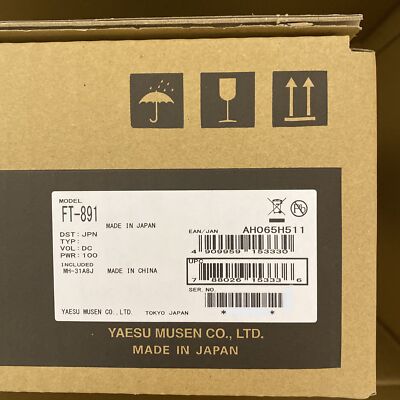 MODEL
FT-891
MADE IN JAPAN
DST: JPN
TYP:
VOL: DC
PWR: 100
INCLUDED
MH-31A8J MADE IN CHINA
EAN/JAN AH065H511
4 909959 153330
UPC
7 88026 15333 6
SER. NO.
* *
YAESU MUSEN CO., LTD. TOKYO JAPAN
YAESU MUSEN CO., LTD.
MADE IN JAPAN